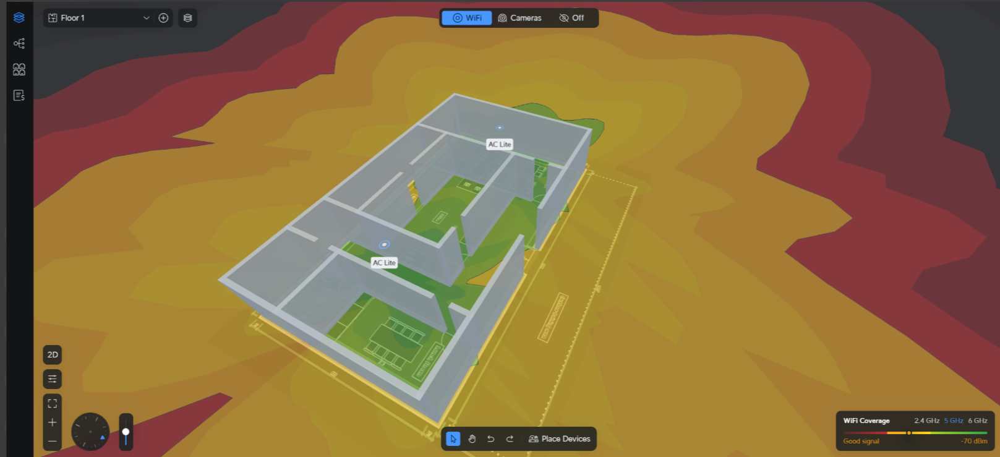 Floor 1
WiFi
Cameras
Off
AC Lite
AC Lite
2D
Place Devices
WiFi Coverage
2.4 GHz 5 GHz 6 GHz
Good signal
-70 dBm